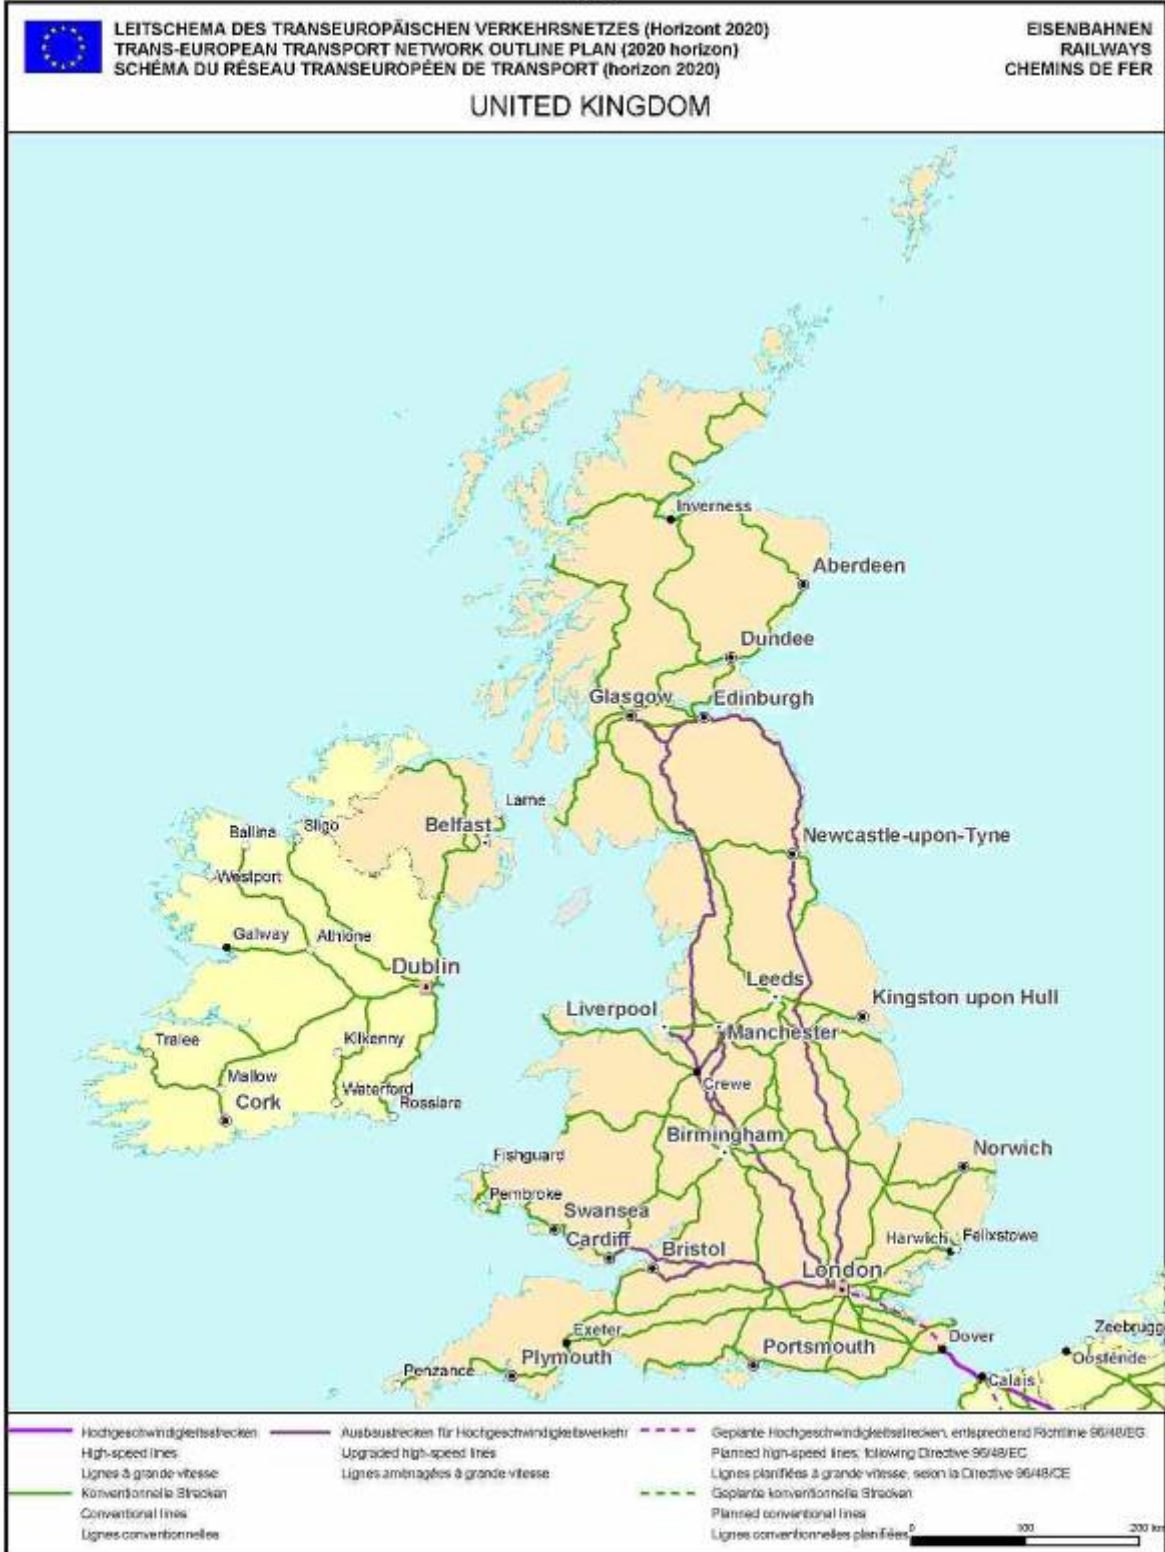 LEITSCHEMA DES TRANSEUROPÄISCHEN VERKEHRSNETZES (Horizont 2020)
TRANS-EUROPEAN TRANSPORT NETWORK OUTLINE PLAN (2020 horizon)
SCHÉMA DU RÉSEAU TRANSEUROPÉEN DE TRANSPORT (horizon 2020)
EISENBAHNEN
RAILWAYS
CHEMINS DE FER
UNITED KINGDOM
Inverness
Aberdeen
Dundee
Glasgow
Edinburgh
Larne
Belfast
Ballina
Sligo
Newcastle-upon-Tyne
Westport
Galway
Athlone
Dublin
Leeds
Kingston upon Hull
Liverpool
Manchester
Tralee
Kilkenny
Mallow
Crewe
Waterford
Cork
Rosslare
Birmingham
Norwich
Fishguard
Pembroke
Swansea
Cardiff
Bristol
Harwich
Felixstowe
London
Exeter
Dover
Zeebrugg
Portsmouth
Plymouth
Oostende
Penzance
Calais
Hochgeschwindigkeitsstrecken
High-speed lines
Lignes à grande vitesse
Konventionelle Strecken
Conventional lines
Lignes conventionnelles
Ausbaustrecken für Hochgeschwindigkeitsverkehr
Upgraded high-speed lines
Lignes aménagées à grande vitesse
Geplante Hochgeschwindigkeitsstrecken, entsprechend Richtlinie 96/48/EG
Planned high-speed lines, following Directive 96/48/EC
Lignes planifiées à grande vitesse, selon la Directive 96/48/CE
Geplante konventionelle Strecken
Planned conventional lines
Lignes conventionnelles planifiées
0 100 200 km